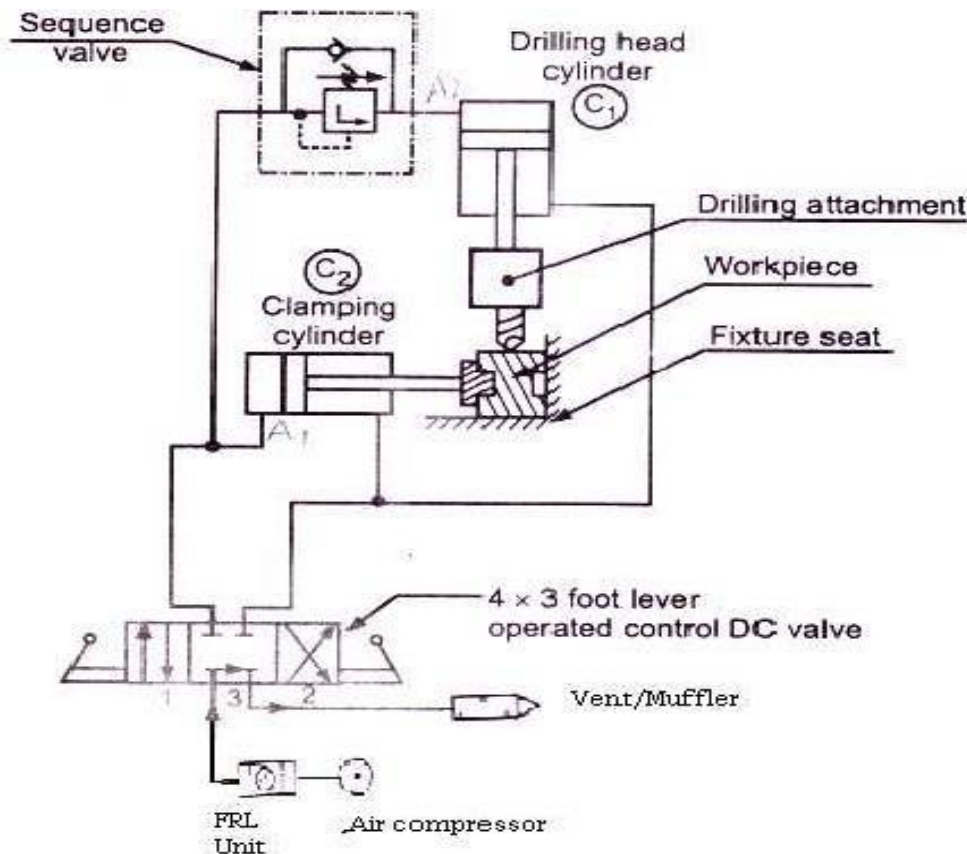 Sequence
valve
Drilling head
cylinder
C1
A2
Drilling attachment
C2
Clamping
cylinder
Workpiece
Fixture seat
A1
4 × 3 foot lever
operated control DC valve
1
3
2
Vent/Muffler
FRL
Unit
Air compressor